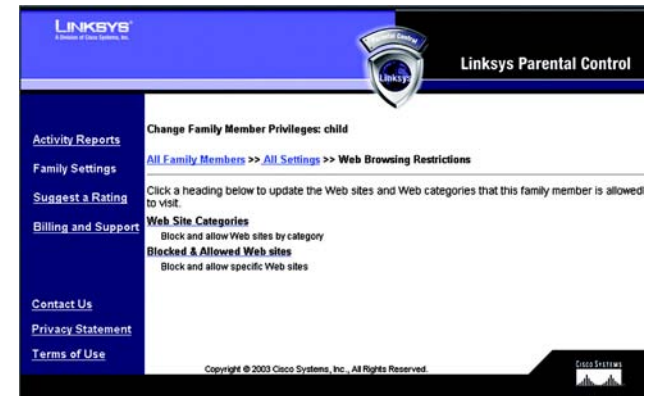 LINKSYS®
A Division of Cisco Systems, Inc.
Parental Control
Linksys
Linksys Parental Control
Activity Reports
Family Settings
Suggest a Rating
Billing and Support
Contact Us
Privacy Statement
Terms of Use
Change Family Member Privileges: child
All Family Members >> All Settings >> Web Browsing Restrictions
Click a heading below to update the Web sites and Web categories that this family member is allowed
to visit.
Web Site Categories
Block and allow Web sites by category
Blocked & Allowed Web sites
Block and allow specific Web sites
Copyright © 2003 Cisco Systems, Inc., All Rights Reserved.
CISCO SYSTEMS